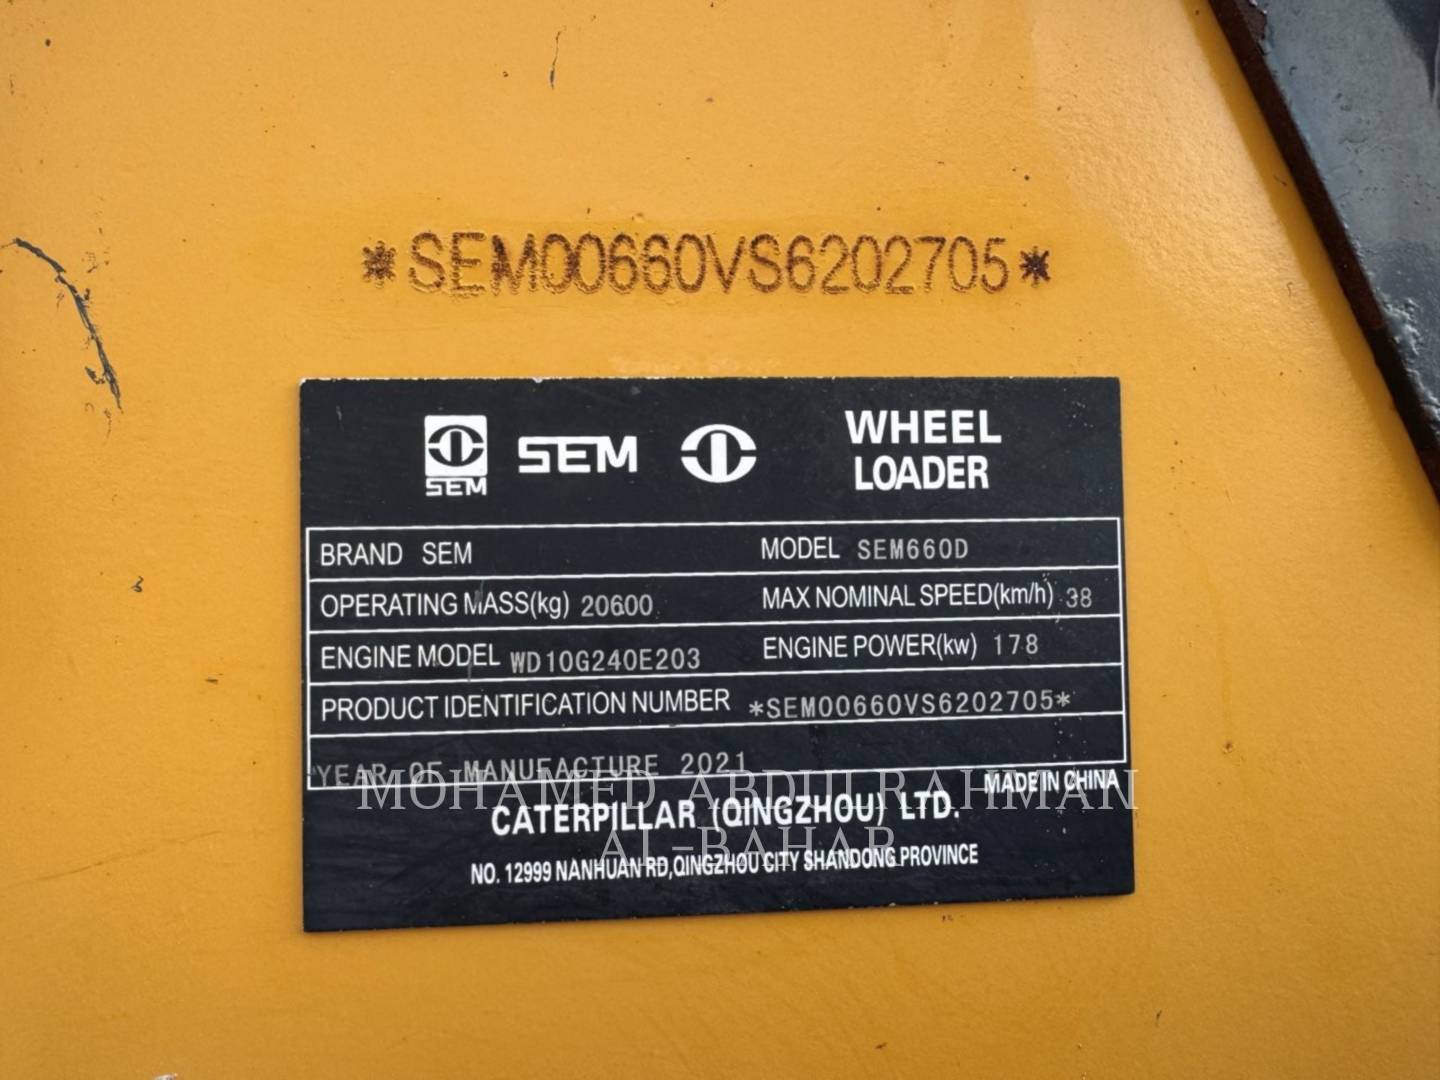 *SEM00660VS6202705*
SEM SEM WHEEL
LOADER
BRAND SEM MODEL SEM660D
OPERATING MASS(kg) 20600 MAX NOMINAL SPEED(km/h) 38
ENGINE MODEL WD10G240E203 ENGINE POWER(kw) 178
PRODUCT IDENTIFICATION NUMBER *SEM00660VS6202705*
YEAR OF MANUFACTURE 2021
MADE IN CHINA
MOHAMED ABDULRAHMAN
AL-BAHAR
CATERPILLAR (QINGZHOU) LTD.
NO. 12999 NANHUAN RD,QINGZHOU CITY SHANDONG PROVINCE